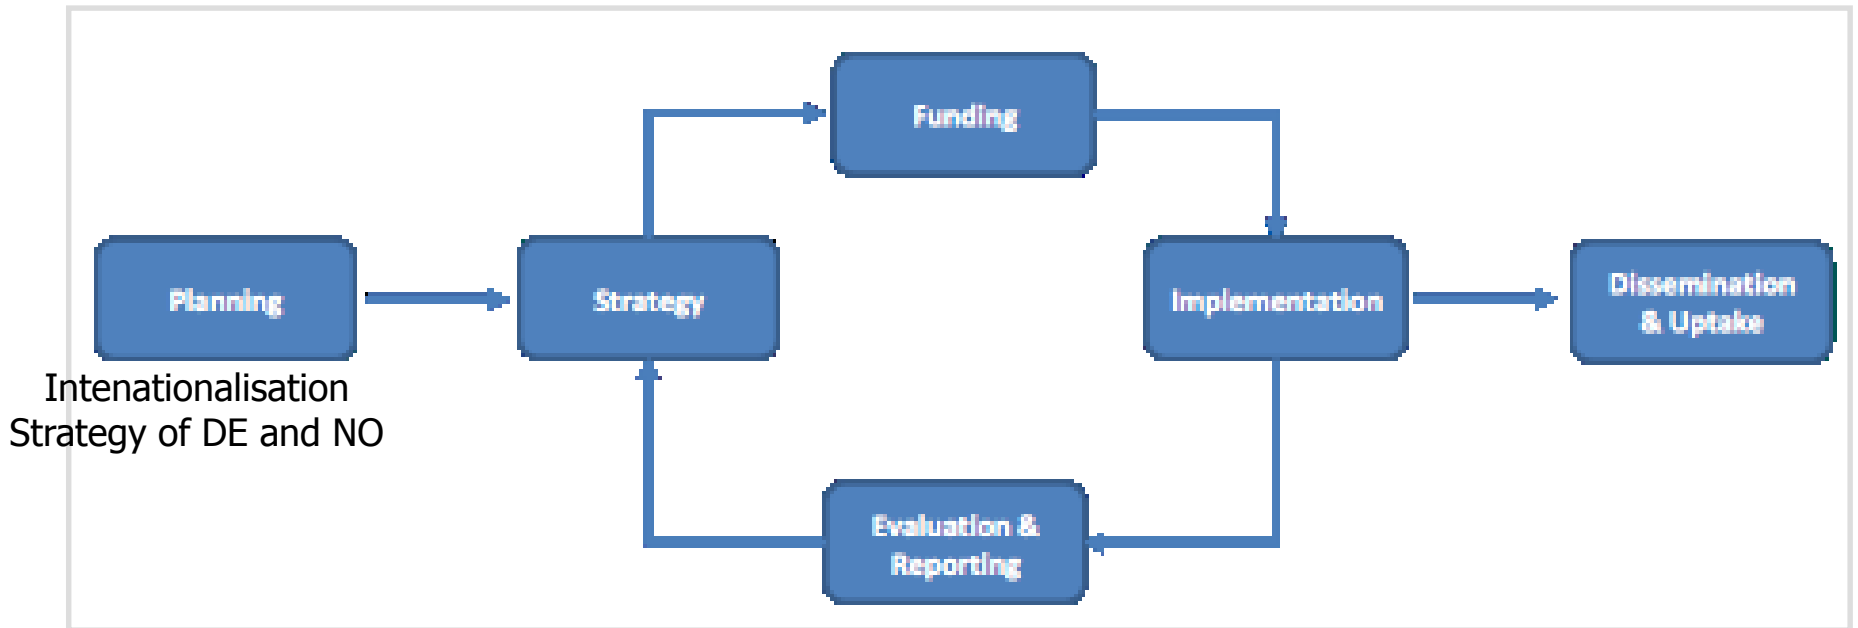 Funding
Planning
Strategy
Implementation
Dissemination
& Uptake
Intenationalisation
Strategy of DE and NO
Evaluation &
Reporting